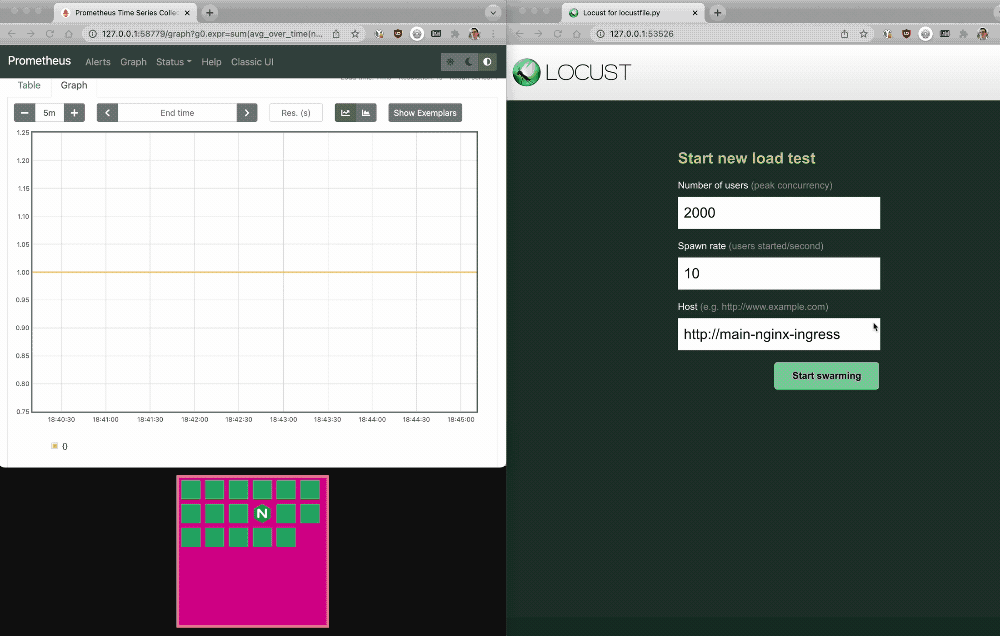 Prometheus Time Series Collec
127.0.0.1:58779/graph?g0.expr=sum(avg_over_time(n...
Prometheus Alerts Graph Status Help Classic UI
Table Graph
5m End time Res. (s) Show Exemplars
1.25
1.20
1.15
1.10
1.05
1.00
0.95
0.90
0.85
0.80
0.75
18:40:30 18:41:00 18:41:30 18:42:00 18:42:30 18:43:00 18:43:30 18:44:00 18:44:30 18:45:00
{}
N
Locust for locustfile.py
127.0.0.1:53526
LOCUST
Start new load test
Number of users (peak concurrency)
2000
Spawn rate (users started/second)
10
Host (e.g. http://www.example.com)
http://main-nginx-ingress
Start swarming